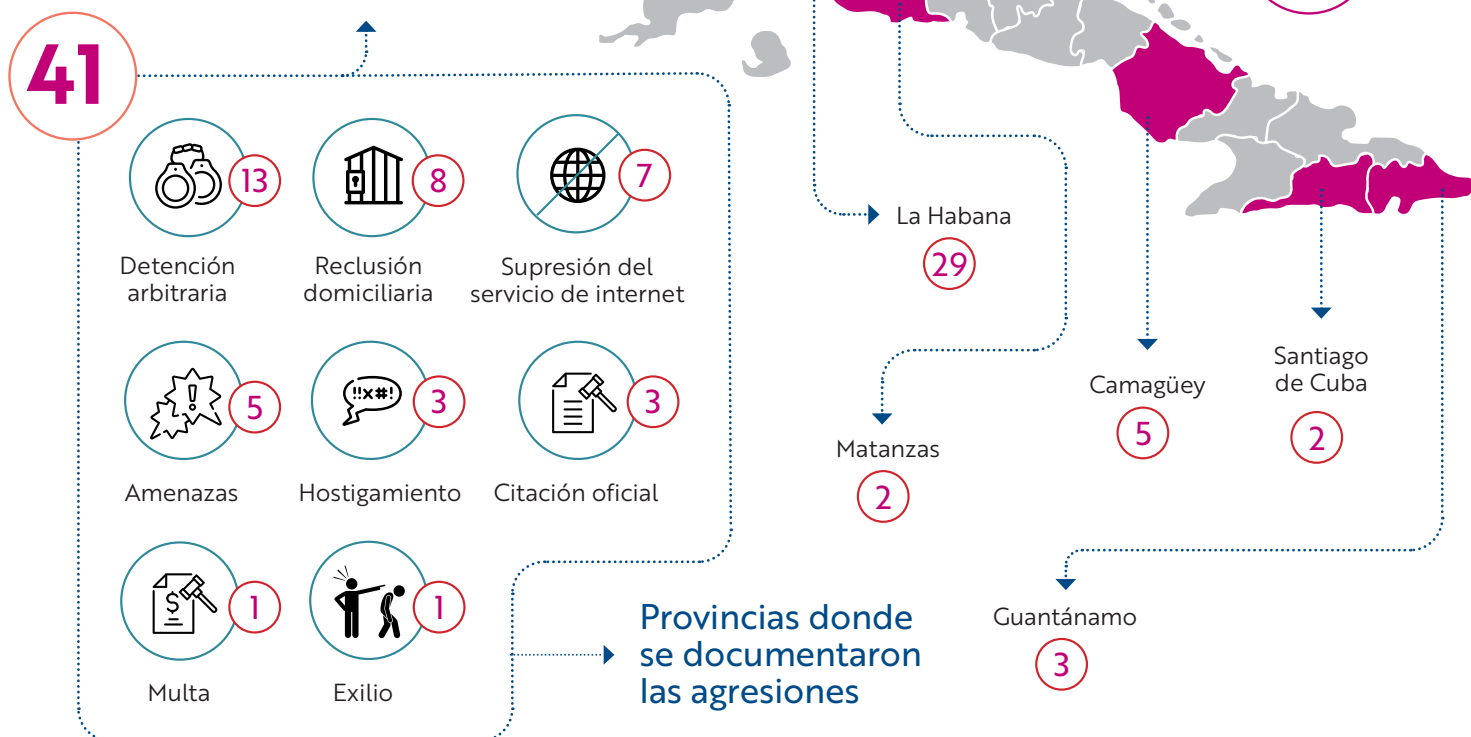 41
13
Detención
arbitraria
8
Reclusión
domiciliaria
7
Supresión del
servicio de internet
5
Amenazas
!!x#!
3
Hostigamiento
3
Citación oficial
$
1
Multa
1
Exilio
Provincias donde
se documentaron
las agresiones
La Habana
29
Matanzas
2
Camagüey
5
Santiago
de Cuba
2
Guantánamo
3